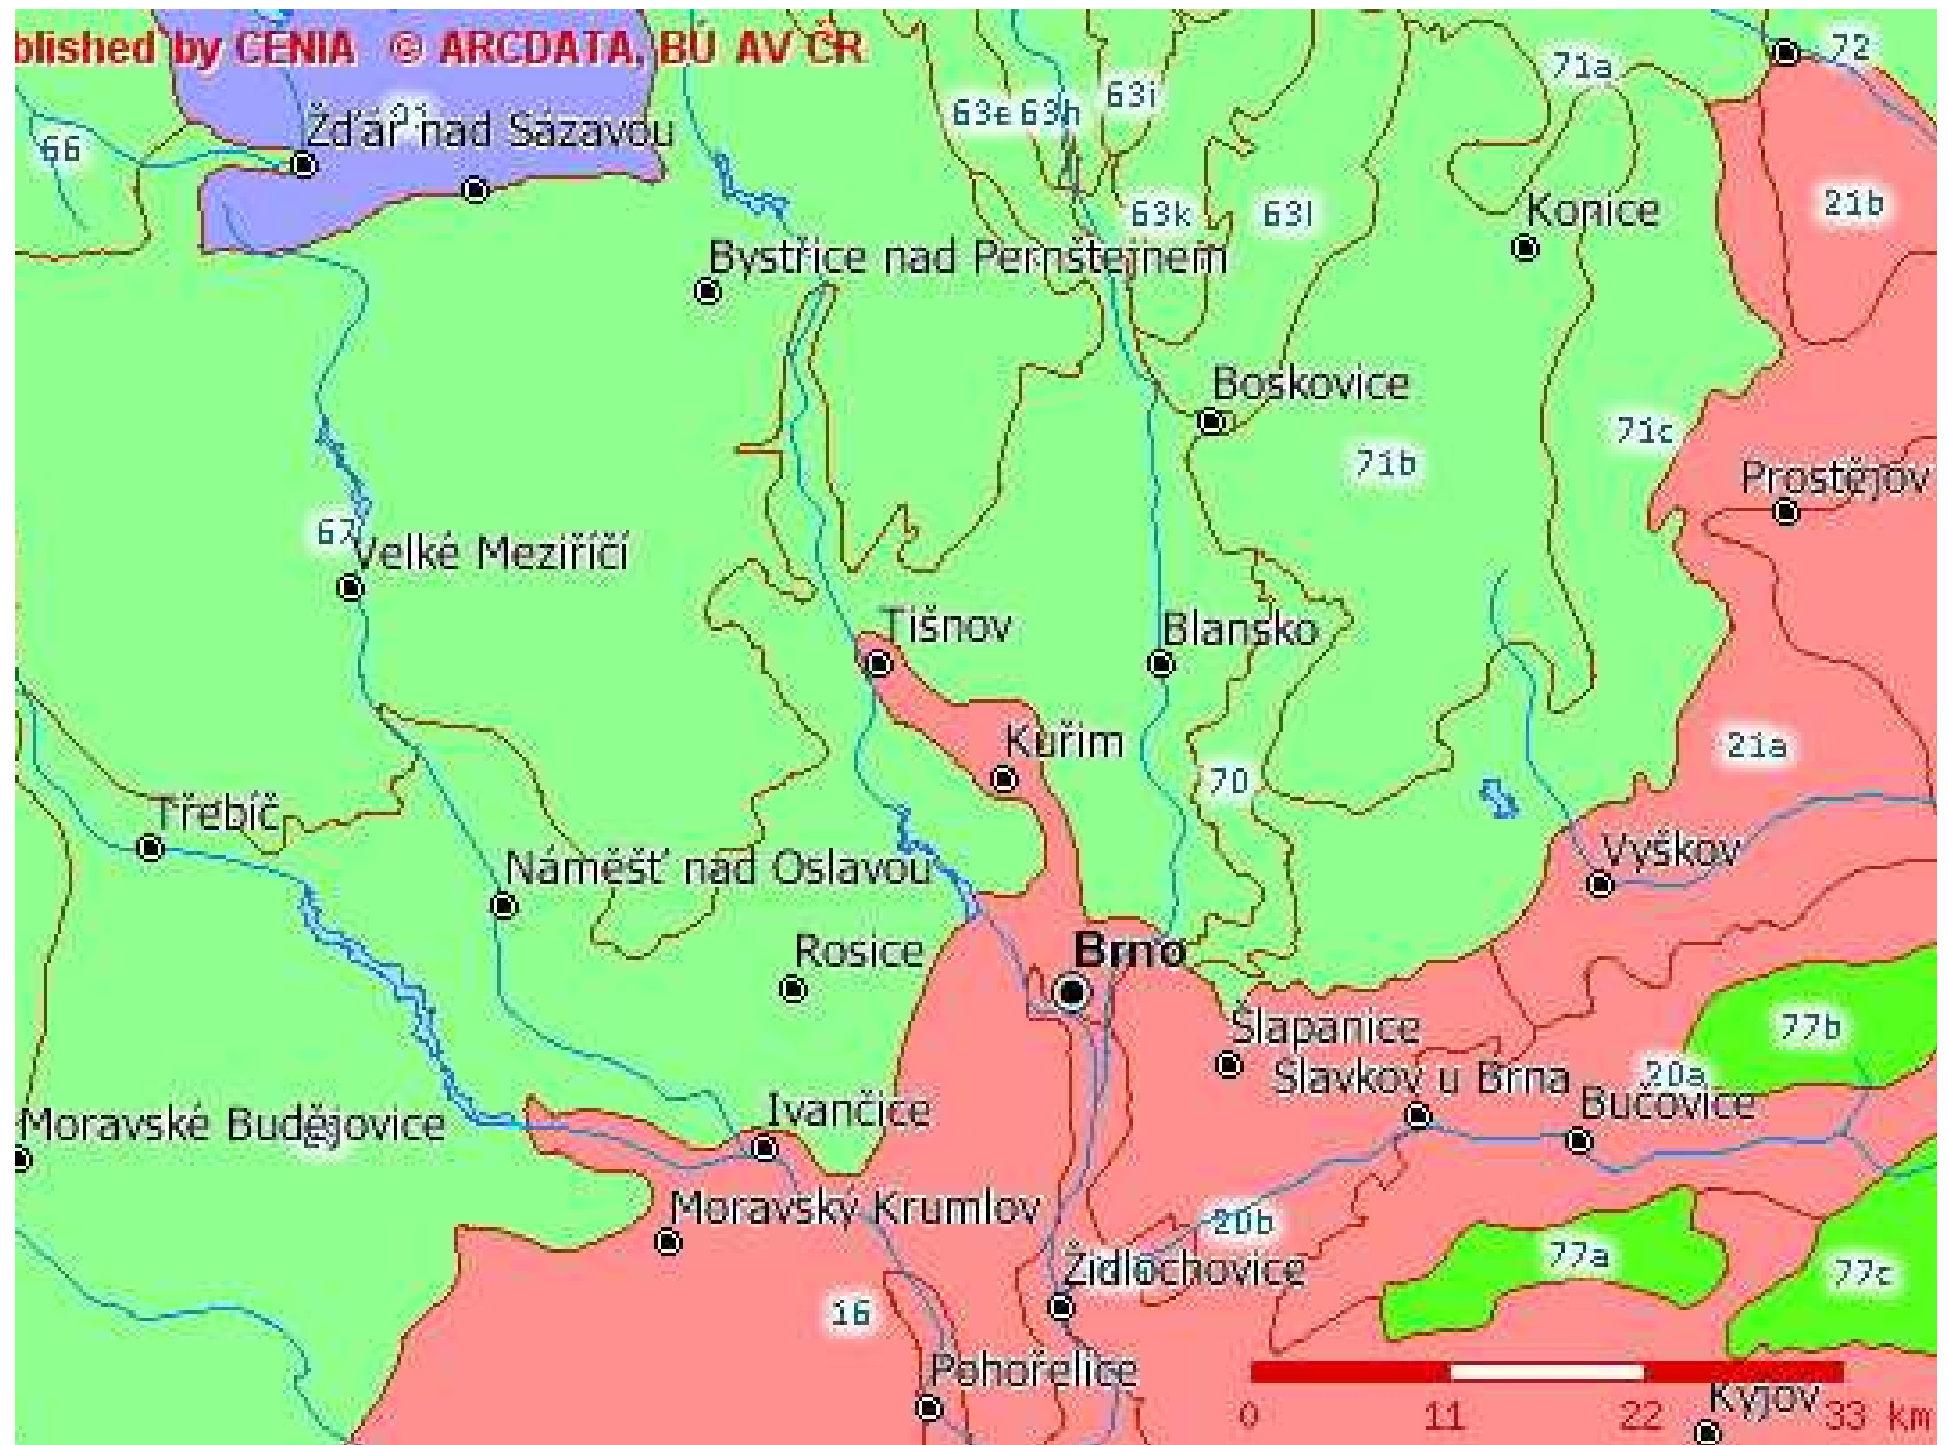 blished by CENIA © ARCDATA, BÚ AV ČR
72
71a
63i
63e 63h
Žďár nad Sázavou
66
21b
63k 63l
Konice
Bystřice nad Pernštejnem
Boskovice
71c
71b
Prostějov
67
Velké Meziříčí
Tišnov
Blansko
Kuřim
21a
70
Třebíč
Vyškov
Náměšť nad Oslavou
Rosice
Brno
Šlapanice
77b
Slavkov u Brna
20a
Bučovice
Ivančice
Moravské Budějovice
Moravský Krumlov
20b
77a
Židlochovice
77c
16
Pohořelice
Kyjov
0 11 22 33 km